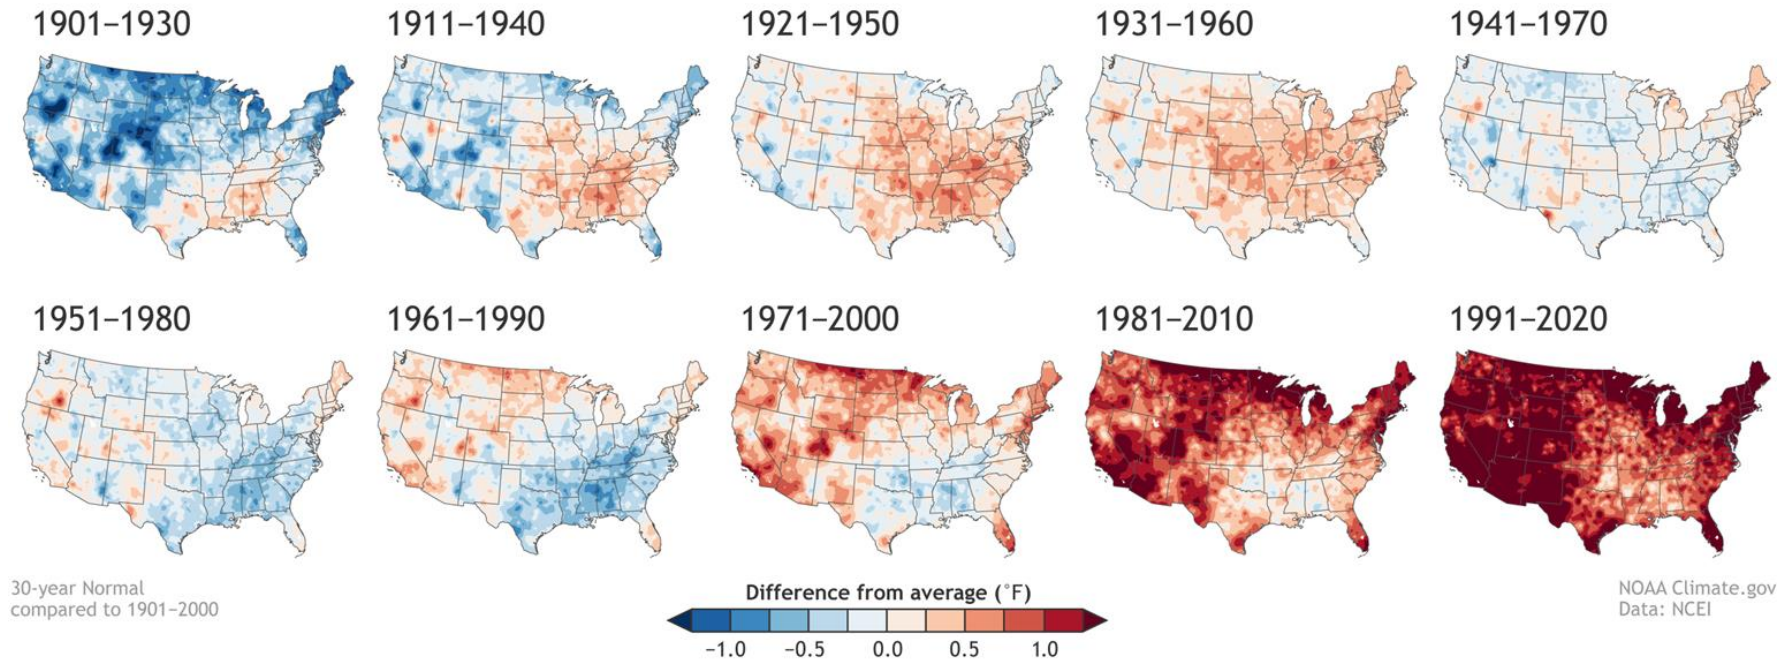 1901–1930
1911–1940
1921–1950
1931–1960
1941–1970
1951–1980
1961–1990
1971–2000
1981–2010
1991–2020
30-year Normal
compared to 1901–2000
Difference from average (°F)
−1.0 −0.5 0.0 0.5 1.0
NOAA Climate.gov
Data: NCEI